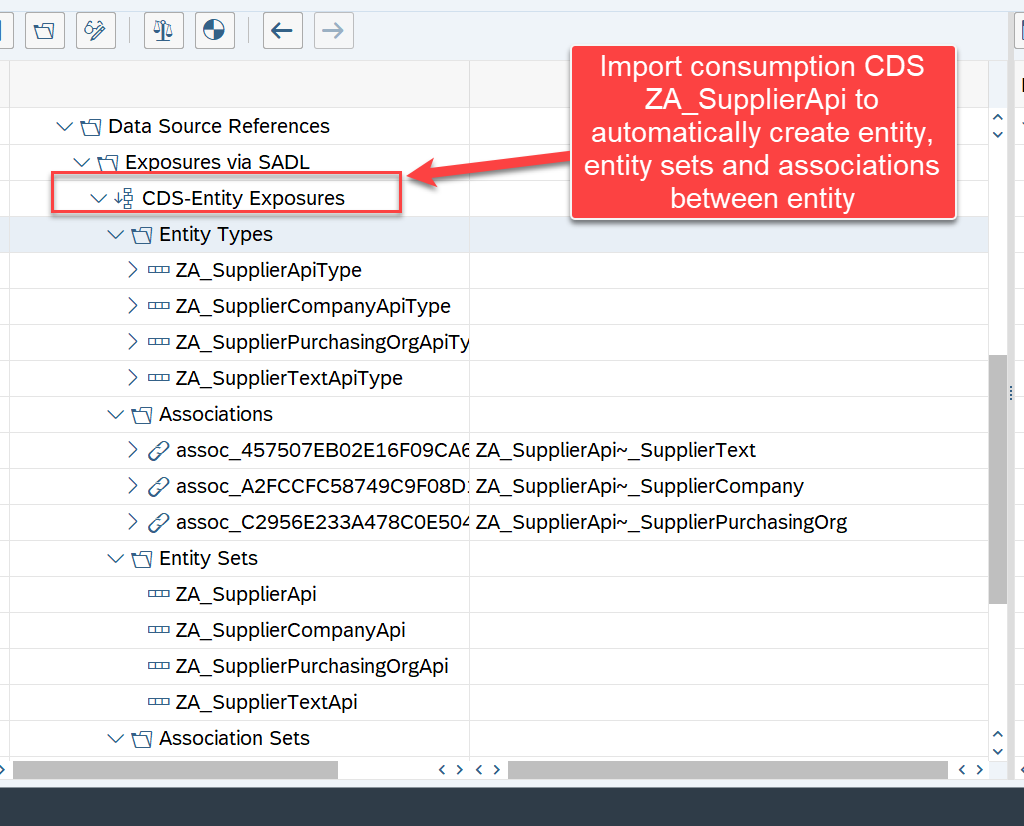 Import consumption CDS
ZA_SupplierApi to
automatically create entity,
entity sets and associations
between entity
Data Source References
Exposures via SADL
CDS-Entity Exposures
Entity Types
ZA_SupplierApiType
ZA_SupplierCompanyApiType
ZA_SupplierPurchasingOrgApiTy
ZA_SupplierTextApiType
Associations
assoc_457507EB02E16F09CA6 ZA_SupplierApi~_SupplierText
assoc_A2FCCFC58749C9F08D ZA_SupplierApi~_SupplierCompany
assoc_C2956E233A478C0E504 ZA_SupplierApi~_SupplierPurchasingOrg
Entity Sets
ZA_SupplierApi
ZA_SupplierCompanyApi
ZA_SupplierPurchasingOrgApi
ZA_SupplierTextApi
Association Sets